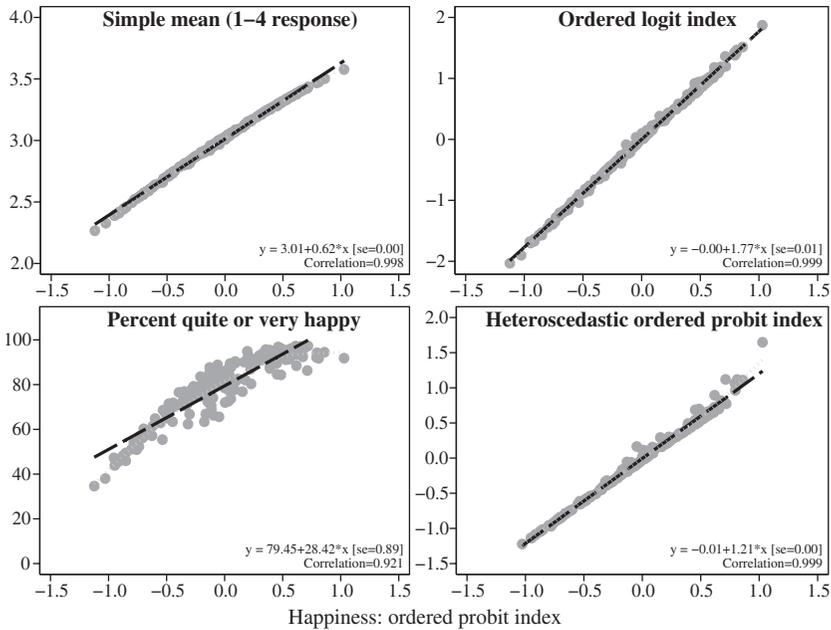 Simple mean (1−4 response)
4.0
3.5
3.0
2.5
2.0
y = 3.01+0.62*x [se=0.00]
Correlation=0.998
−1.5 −1.0 −0.5 0.0 0.5 1.0 1.5
Ordered logit index
2
1
0
−1
−2
y = −0.00+1.77*x [se=0.01]
Correlation=0.999
−1.5 −1.0 −0.5 0.0 0.5 1.0 1.5
Percent quite or very happy
100
80
60
40
20
0
y = 79.45+28.42*x [se=0.89]
Correlation=0.921
−1.5 −1.0 −0.5 0.0 0.5 1.0 1.5
Heteroscedastic ordered probit index
2.0
1.5
1.0
0.5
0.0
−0.5
−1.0
−1.5
y = −0.01+1.21*x [se=0.00]
Correlation=0.999
−1.5 −1.0 −0.5 0.0 0.5 1.0 1.5
Happiness: ordered probit index